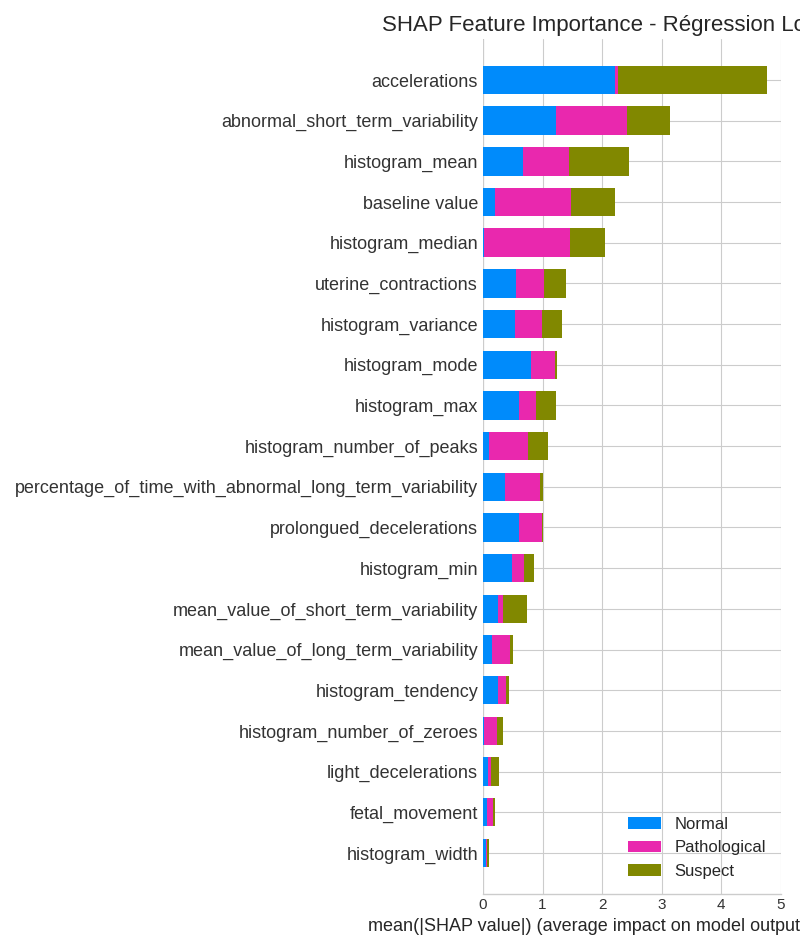 SHAP Feature Importance - Régression Lo
accelerations
abnormal_short_term_variability
histogram_mean
baseline value
histogram_median
uterine_contractions
histogram_variance
histogram_mode
histogram_max
histogram_number_of_peaks
percentage_of_time_with_abnormal_long_term_variability
prolongued_decelerations
histogram_min
mean_value_of_short_term_variability
mean_value_of_long_term_variability
histogram_tendency
histogram_number_of_zeroes
light_decelerations
fetal_movement
histogram_width
Normal
Pathological
Suspect
0 1 2 3 4 5
mean(|SHAP value|) (average impact on model output